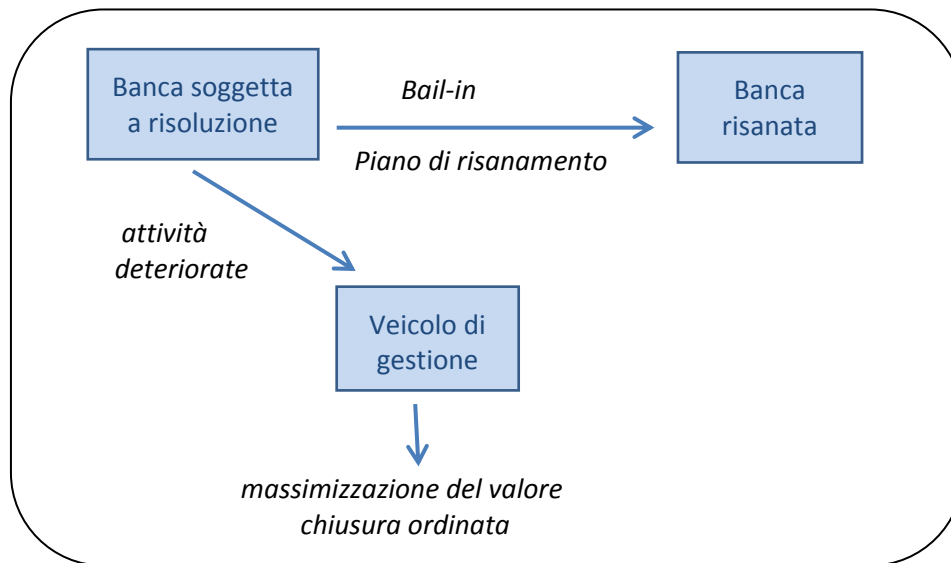 Banca soggetta
a risoluzione
Bail-in
Piano di risanamento
Banca
risanata
attività
deteriorate
Veicolo di
gestione
massimizzazione del valore
chiusura ordinata